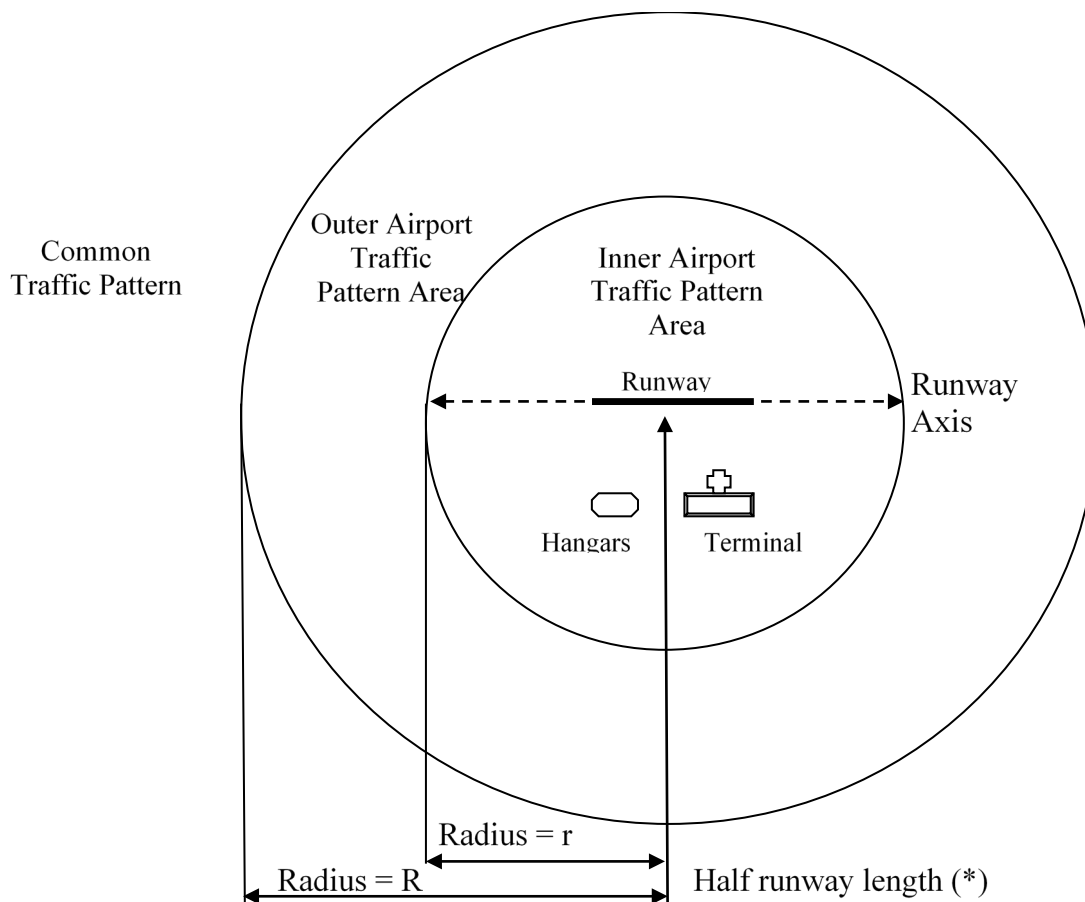 Common
Traffic Pattern
Outer Airport
Traffic
Pattern Area
Inner Airport
Traffic Pattern
Area
Runway
Runway
Axis
Hangars
Terminal
Radius = r
Radius = R
Half runway length (*)